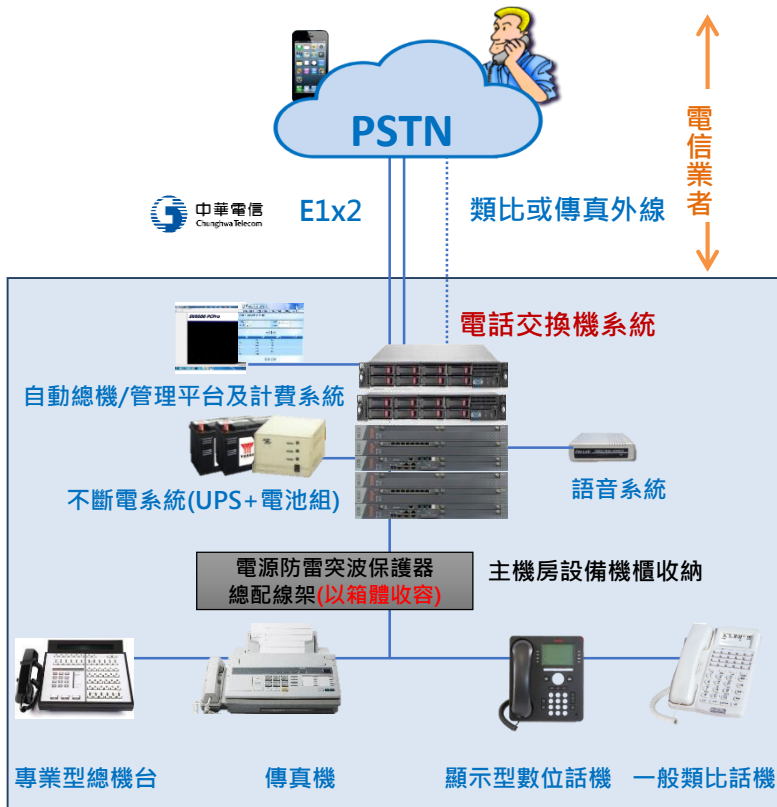 PSTN
電信業者
中華電信
Chunghwa Telecom
E1x2
類比或傳真外線
電話交換機系統
自動總機/管理平台及計費系統
不斷電系統(UPS+電池組)
語音系統
電源防雷突波保護器
總配線架(以箱體收容)
主機房設備機櫃收納
專業型總機台
傳真機
顯示型數位話機
一般類比話機